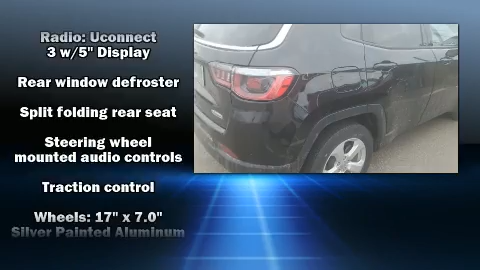 Radio: Uconnect
3 w/5" Display
Rear window defroster
Split folding rear seat
Steering wheel
mounted audio controls
Traction control
Wheels: 17" x 7.0"
Silver Painted Aluminum